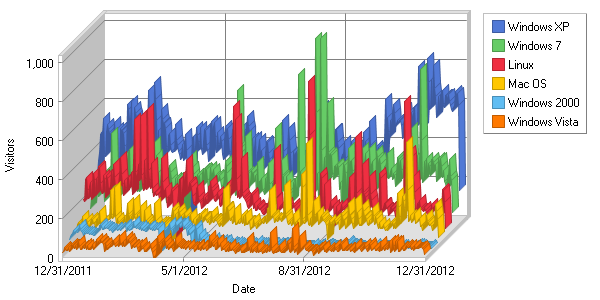 1,000
800
600
400
200
0
Visitors
12/31/2011
5/1/2012
8/31/2012
12/31/2012
Date
Windows XP
Windows 7
Linux
Mac OS
Windows 2000
Windows Vista